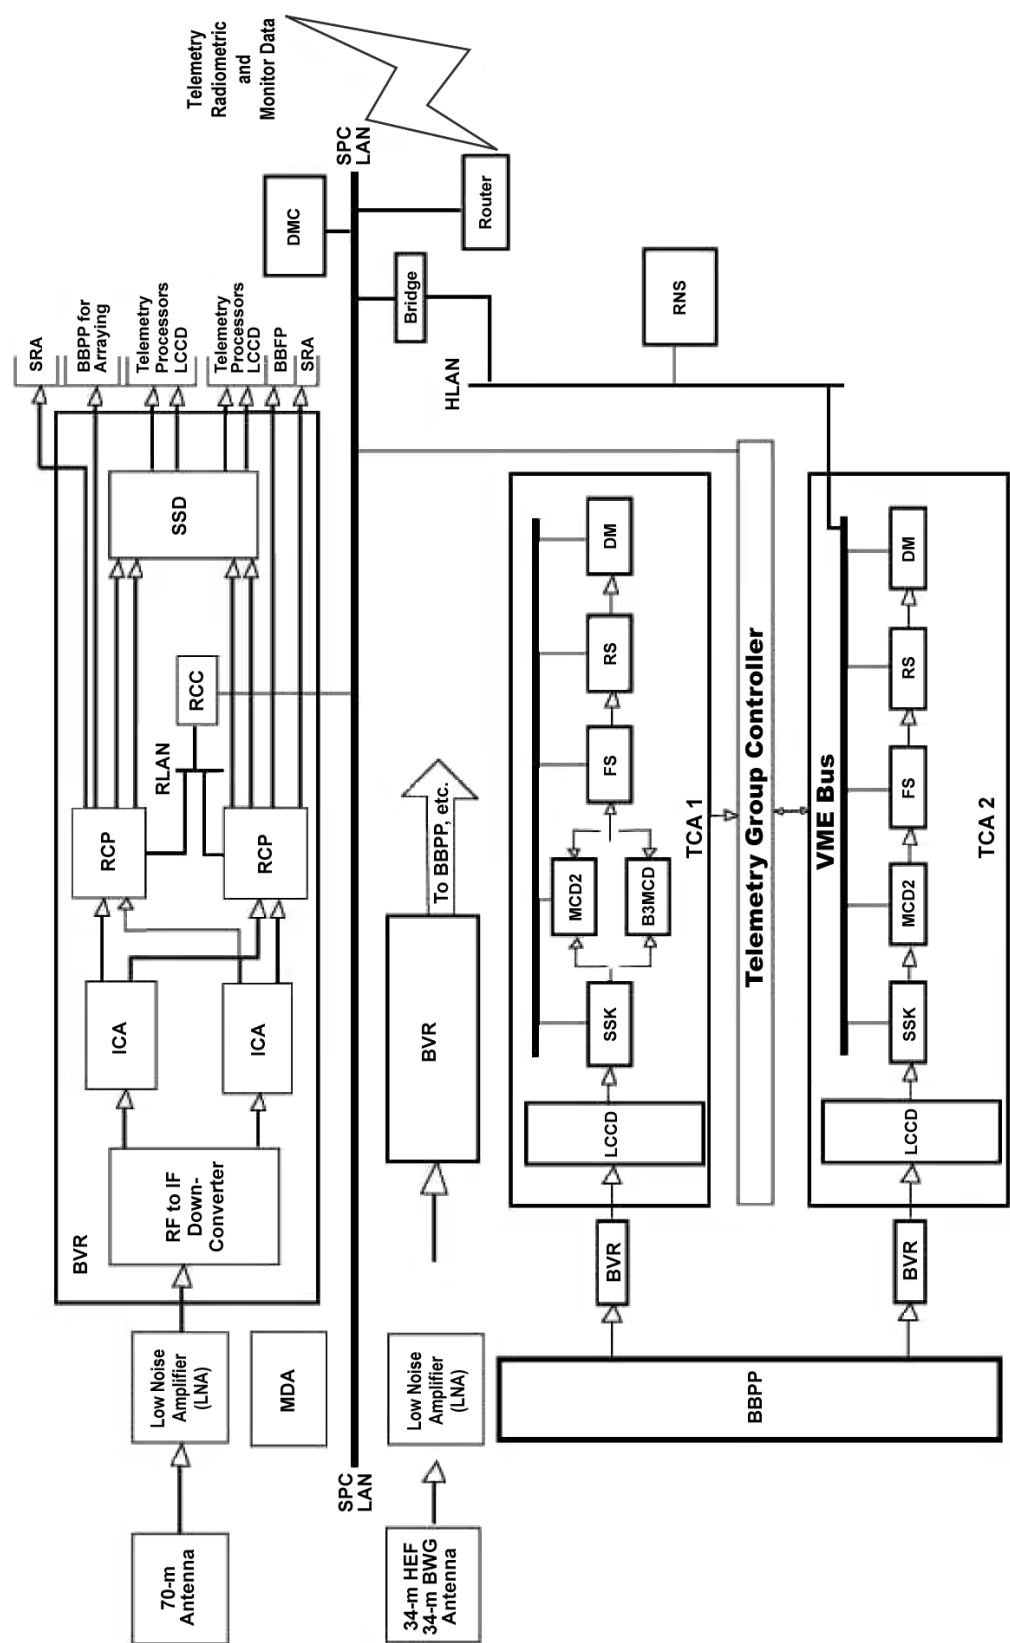 70-m
Antenna
Low Noise
Amplifier
(LNA)
MDA
BVR
RF to IF
Down-
Converter
ICA
ICA
RCP
RCP
RLAN
RCC
SSD
SRA
BBPP for
Arraying
Telemetry
Processors
LCCD
Telemetry
Processors
LCCD
BBFP
SRA
SPC
LAN
DMC
SPC
LAN
Telemetry
Radiometric
and
Monitor Data
Router
Bridge
HLAN
RNS
34-m HEF
34-m BWG
Antenna
Low Noise
Amplifier
(LNA)
BVR
To BBPP, etc.
BBPP
BVR
LCCD
SSK
MCD2
B3MCD
FS
RS
DM
TCA 1
Telemetry Group Controller
VME Bus
BVR
LCCD
SSK
MCD2
FS
RS
DM
TCA 2